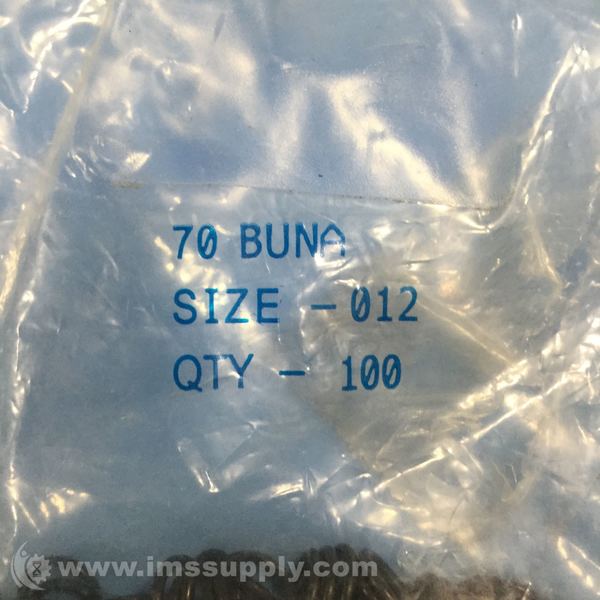 70 BUNA
SIZE - 012
QTY - 100
www.imssupply.com